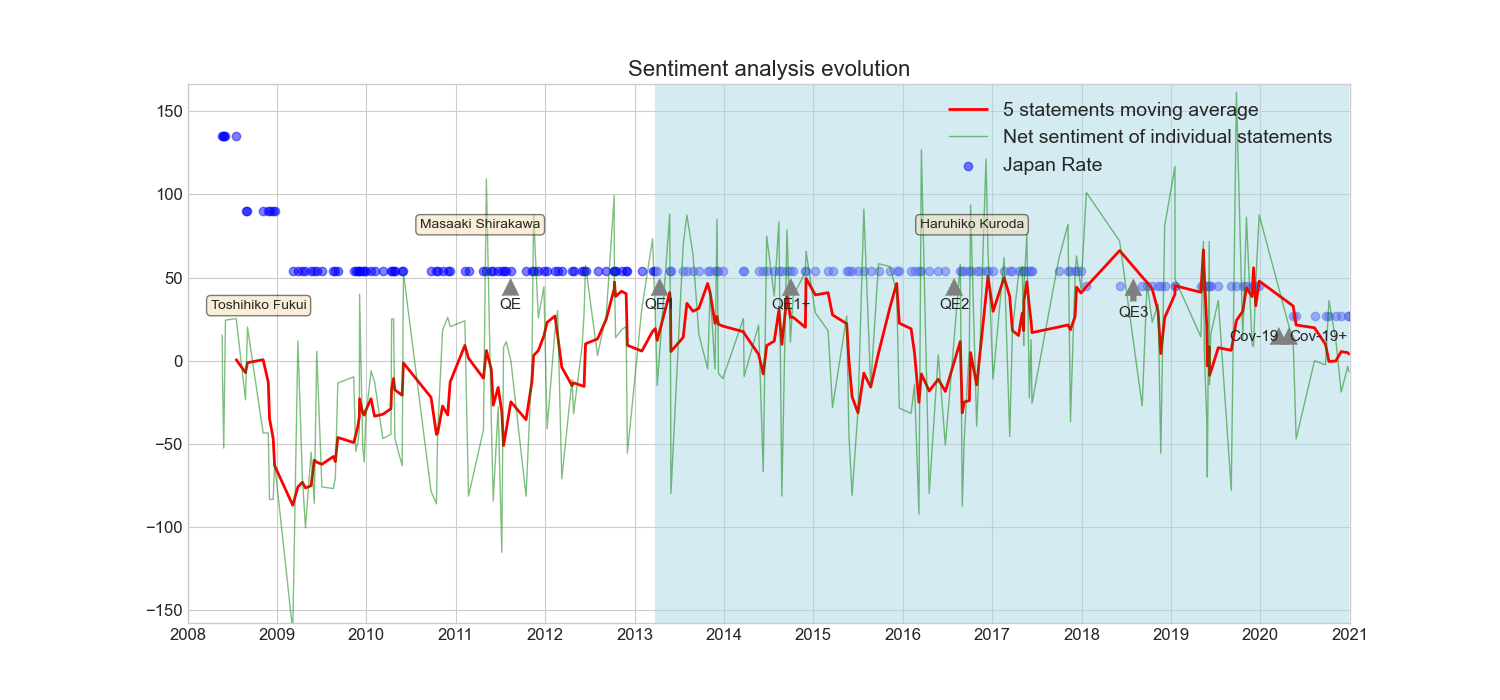 Sentiment analysis evolution
5 statements moving average
Net sentiment of individual statements
Japan Rate
150
100
50
0
−50
−100
−150
Masaaki Shirakawa
Haruhiko Kuroda
Toshihiko Fukui
QE
QE1
QE1+
QE2
QE3
Cov-19
Cov-19+
2008 2009 2010 2011 2012 2013 2014 2015 2016 2017 2018 2019 2020 2021